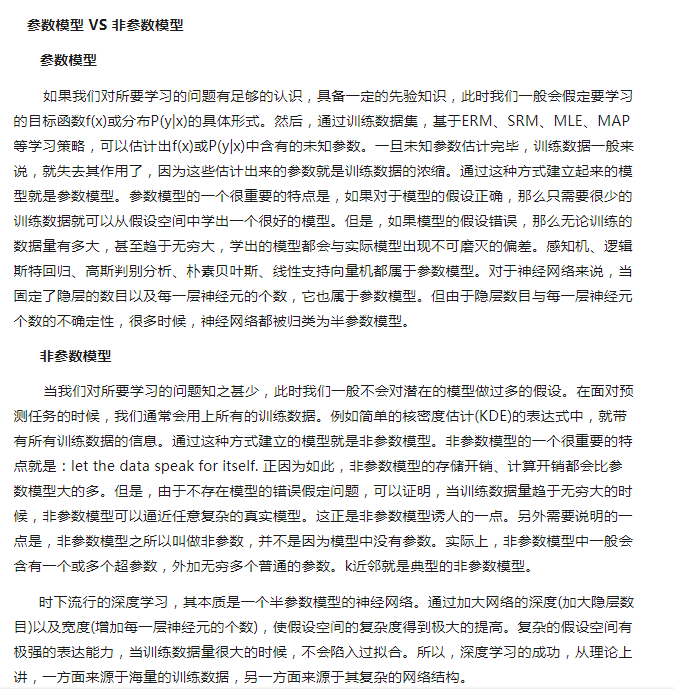 参数模型 VS 非参数模型
参数模型
如果我们对所要学习的问题有足够的认识，具备一定的先验知识，此时我们一般会假定要学习
的目标函数f(x)或分布P(y|x)的具体形式。然后，通过训练数据集，基于ERM、SRM、MLE、MAP
等学习策略，可以估计出f(x)或P(y|x)中含有的未知参数。一旦未知参数估计完毕，训练数据一般来
说，就失去其作用了，因为这些估计出来的参数就是训练数据的浓缩。通过这种方式建立起来的模
型就是参数模型。参数模型的一个很重要的特点是，如果对于模型的假设正确，那么只需要很少的
训练数据就可以从假设空间中学出一个很好的模型。但是，如果模型的假设错误，那么无论训练的
数据量有多大，甚至趋于无穷大，学出的模型都会与实际模型出现不可磨灭的偏差。感知机、逻辑
斯特回归、高斯判别分析、朴素贝叶斯、线性支持向量机都属于参数模型。对于神经网络来说，当
固定了隐层的数目以及每一层神经元的个数，它也属于参数模型。但由于隐层数目与每一层神经元
个数的不确定性，很多时候，神经网络都被归类为半参数模型。
非参数模型
当我们对所要学习的问题知之甚少，此时我们一般不会对潜在的模型做过多的假设。在面对预
测任务的时候，我们通常会用上所有的训练数据。例如简单的核密度估计(KDE)的表达式中，就带
有所有训练数据的信息。通过这种方式建立的模型就是非参数模型。非参数模型的一个很重要的特
点就是：let the data speak for itself. 正因为如此，非参数模型的存储开销、计算开销都会比参
数模型大的多。但是，由于不存在模型的错误假定问题，可以证明，当训练数据量趋于无穷大的时
候，非参数模型可以逼近任意复杂的真实模型。这正是非参数模型诱人的一点。另外需要说明的一
点是，非参数模型之所以叫做非参数，并不是因为模型中没有参数。实际上，非参数模型中一般会
含有一个或多个超参数，外加无穷多个普通的参数。k近邻就是典型的非参数模型。
时下流行的深度学习，其本质是一个半参数模型的神经网络。通过加大网络的深度(加大隐层数
目)以及宽度(增加每一层神经元的个数)，使假设空间的复杂度得到极大的提高。复杂的假设空间有
极强的表达能力，当训练数据量很大的时候，不会陷入过拟合。所以，深度学习的成功，从理论上
讲，一方面来源于海量的训练数据，另一方面来源于其复杂的网络结构。